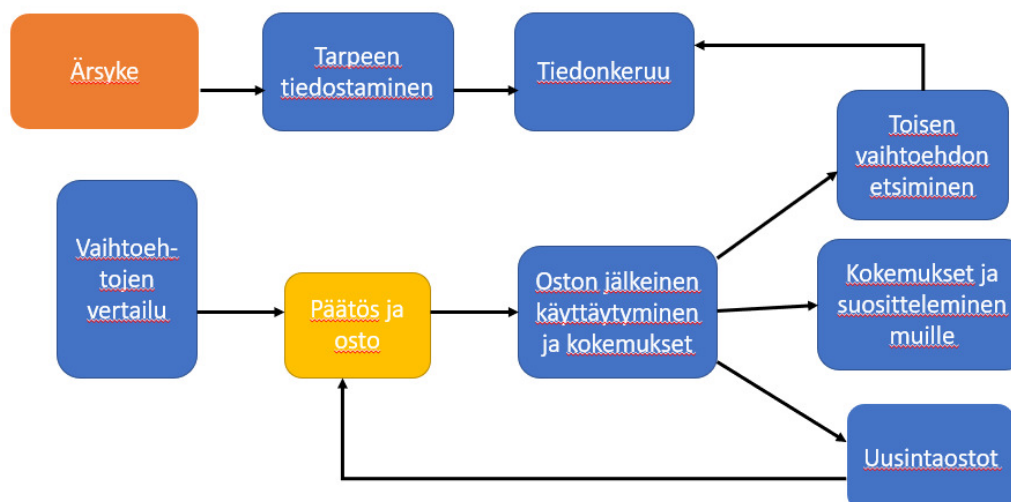 Ärsyke
Tarpeen
tiedostaminen
Tiedonkeruu
Toisen
vaihtoehdon
etsiminen
Vaihtoeh-
tojen
vertailu
Päätös ja
osto
Oston jälkeinen
käyttäytyminen
ja kokemukset
Kokemukset ja
suositteleminen
muille
Uusintaostot